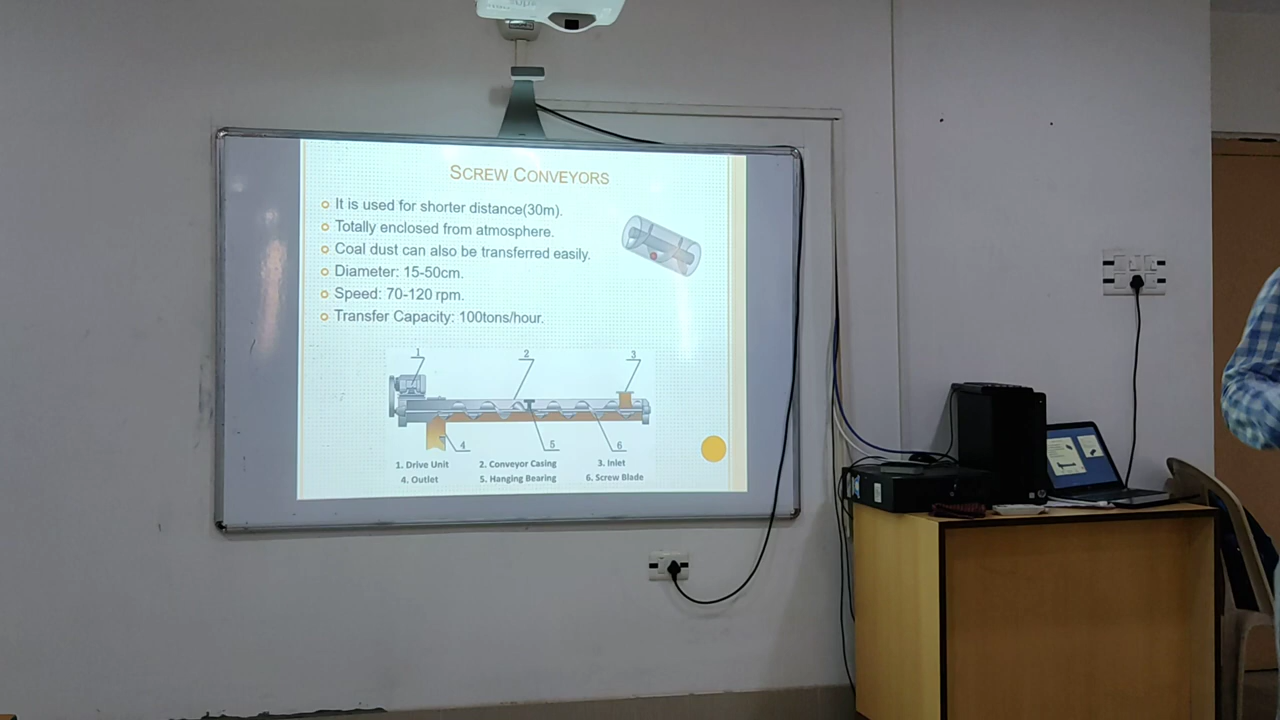 SCREW CONVEYORS
It is used for shorter distance(30m).
Totally enclosed from atmosphere.
Coal dust can also be transferred easily.
Diameter: 15-50cm.
Speed: 70-120 rpm.
Transfer Capacity: 100tons/hour.
1 2 3
4 5 6
1. Drive Unit 2. Conveyor Casing 3. Inlet
4. Outlet 5. Hanging Bearing 6. Screw Blade